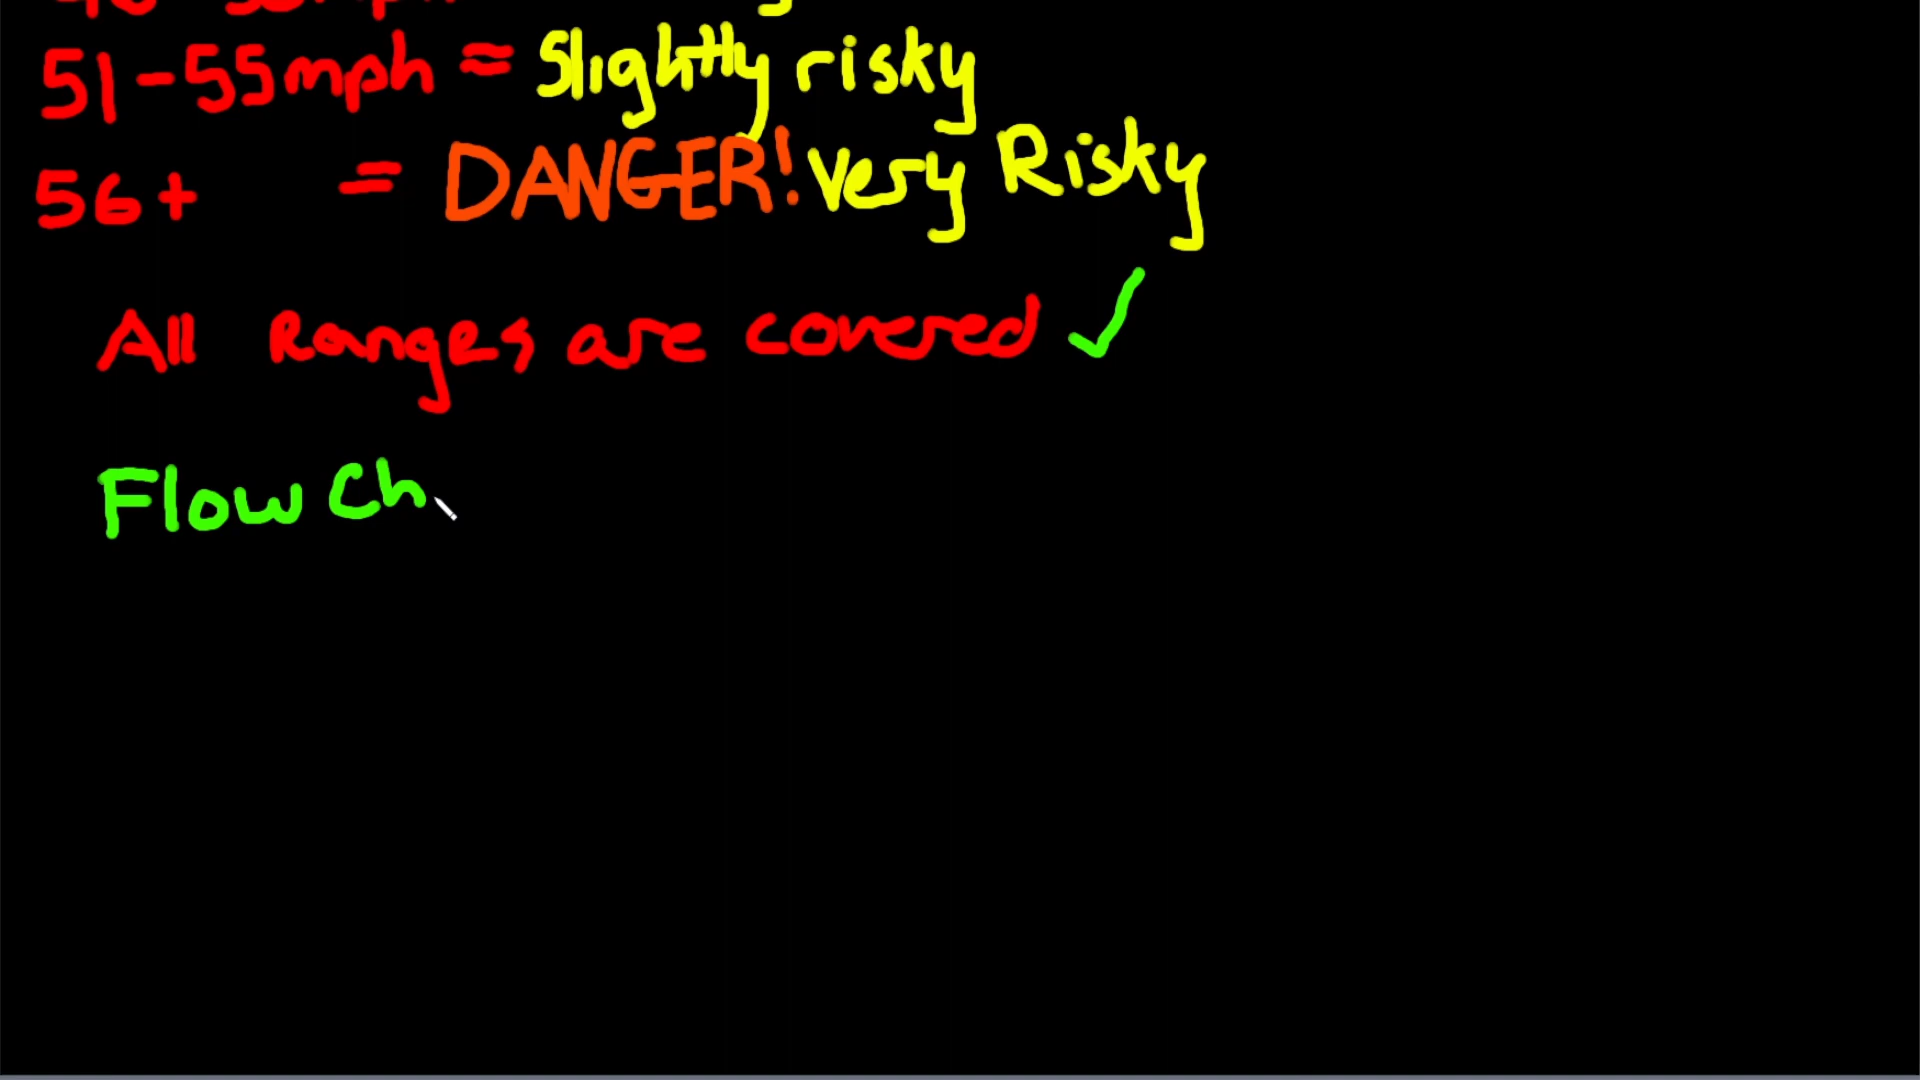 51-55mph = Slightly risky
56+ = DANGER! Very Risky
All Ranges are covered ✓
Flow Ch